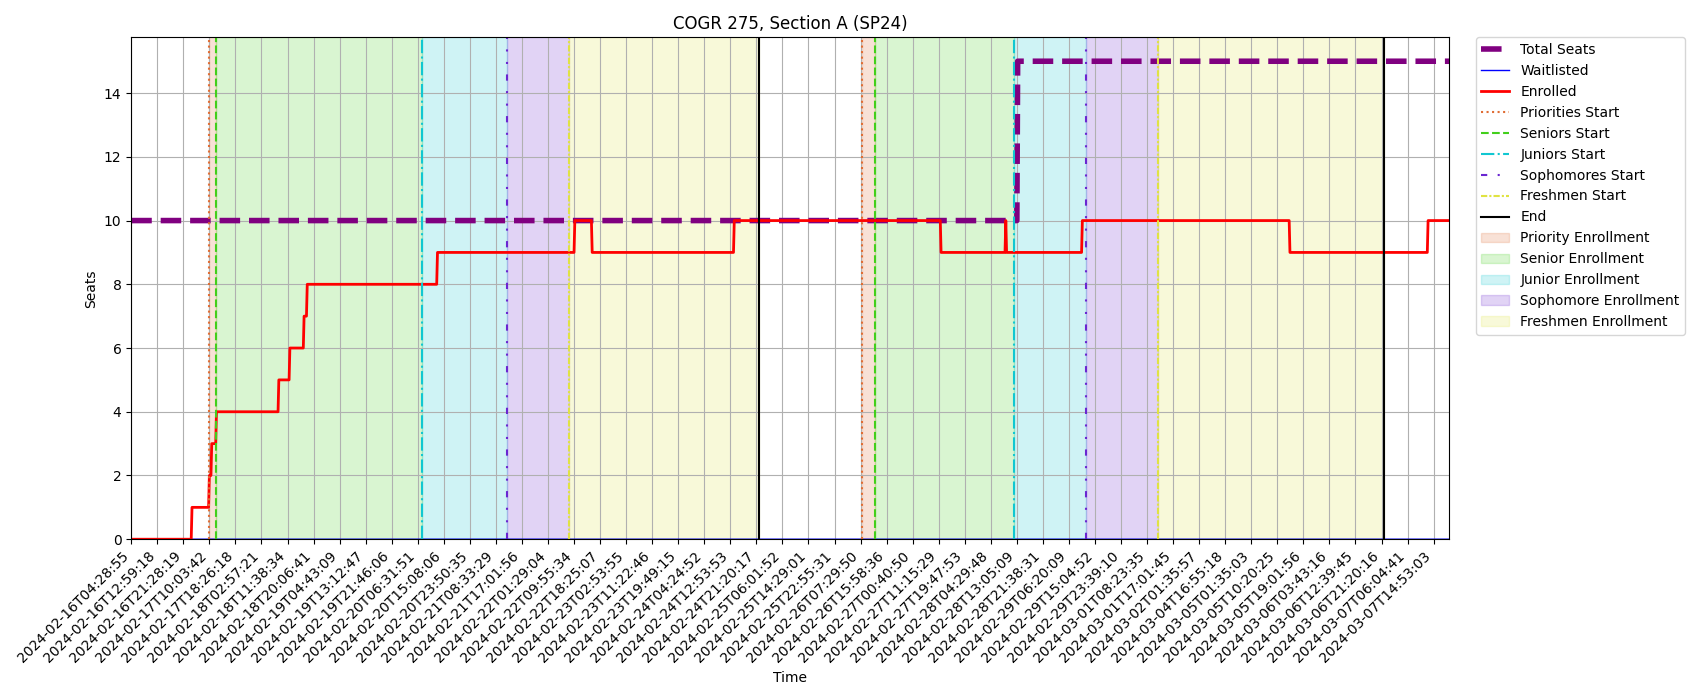 COGR 275, Section A (SP24)
Total Seats
Waitlisted
Enrolled
Priorities Start
Seniors Start
Juniors Start
Sophomores Start
Freshmen Start
End
Priority Enrollment
Senior Enrollment
Junior Enrollment
Sophomore Enrollment
Freshmen Enrollment
Seats
14
12
10
8
6
4
2
0
2024-02-16T04:28:55
2024-02-16T12:59:18
2024-02-16T21:28:19
2024-02-17T10:03:42
2024-02-17T18:26:18
2024-02-18T02:57:21
2024-02-18T11:38:34
2024-02-18T20:06:41
2024-02-19T04:43:09
2024-02-19T13:12:47
2024-02-19T21:46:06
2024-02-20T06:31:51
2024-02-20T15:08:06
2024-02-20T23:50:35
2024-02-21T08:33:29
2024-02-21T17:01:56
2024-02-22T01:29:04
2024-02-22T09:55:34
2024-02-22T18:25:07
2024-02-23T02:53:55
2024-02-23T11:22:46
2024-02-23T19:49:15
2024-02-24T04:24:52
2024-02-24T12:53:53
2024-02-24T21:20:17
2024-02-25T06:01:52
2024-02-25T14:29:01
2024-02-25T22:55:31
2024-02-26T07:29:50
2024-02-26T15:58:36
2024-02-27T00:40:50
2024-02-27T11:15:29
2024-02-27T19:47:53
2024-02-28T04:29:48
2024-02-28T13:05:09
2024-02-28T21:38:31
2024-02-29T06:20:09
2024-02-29T15:04:52
2024-02-29T23:39:10
2024-03-01T08:23:35
2024-03-01T17:01:45
2024-03-02T01:35:57
2024-03-04T16:55:18
2024-03-05T01:35:03
2024-03-05T10:20:25
2024-03-05T19:01:56
2024-03-06T03:43:16
2024-03-06T12:39:45
2024-03-06T21:20:16
2024-03-07T06:04:41
2024-03-07T14:53:03
Time